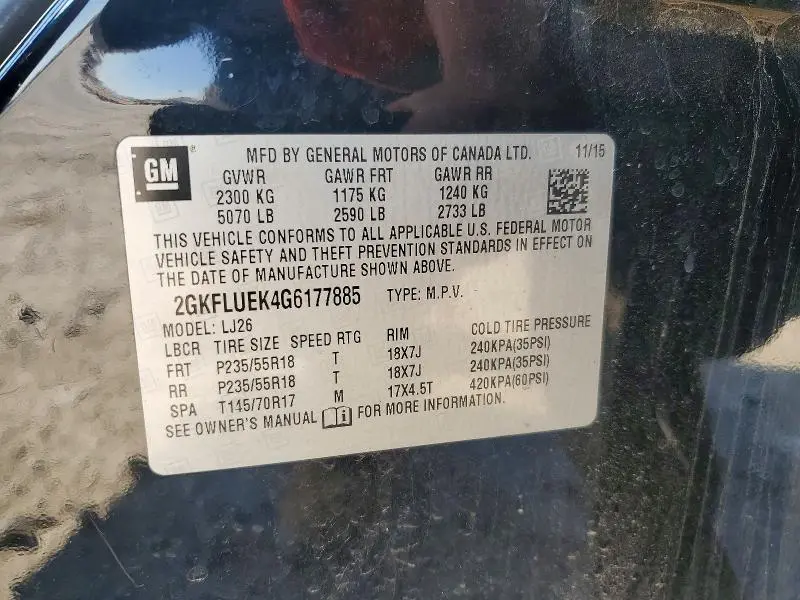 GM MFD BY GENERAL MOTORS OF CANADA LTD. 11/15
GVWR GAWR FRT GAWR RR
2300 KG 1175 KG 1240 KG
5070 LB 2590 LB 2733 LB
THIS VEHICLE CONFORMS TO ALL APPLICABLE U.S. FEDERAL MOTOR
VEHICLE SAFETY AND THEFT PREVENTION STANDARDS IN EFFECT ON
THE DATE OF MANUFACTURE SHOWN ABOVE.
2GKFLUEK4G6177885 TYPE: M.P.V.
MODEL: LJ26
LBCR TIRE SIZE SPEED RTG RIM COLD TIRE PRESSURE
FRT P235/55R18 T 18X7J 240KPA(35PSI)
RR P235/55R18 T 18X7J 240KPA(35PSI)
SPA T145/70R17 M 17X4.5T 420KPA(60PSI)
SEE OWNER'S MANUAL FOR MORE INFORMATION.